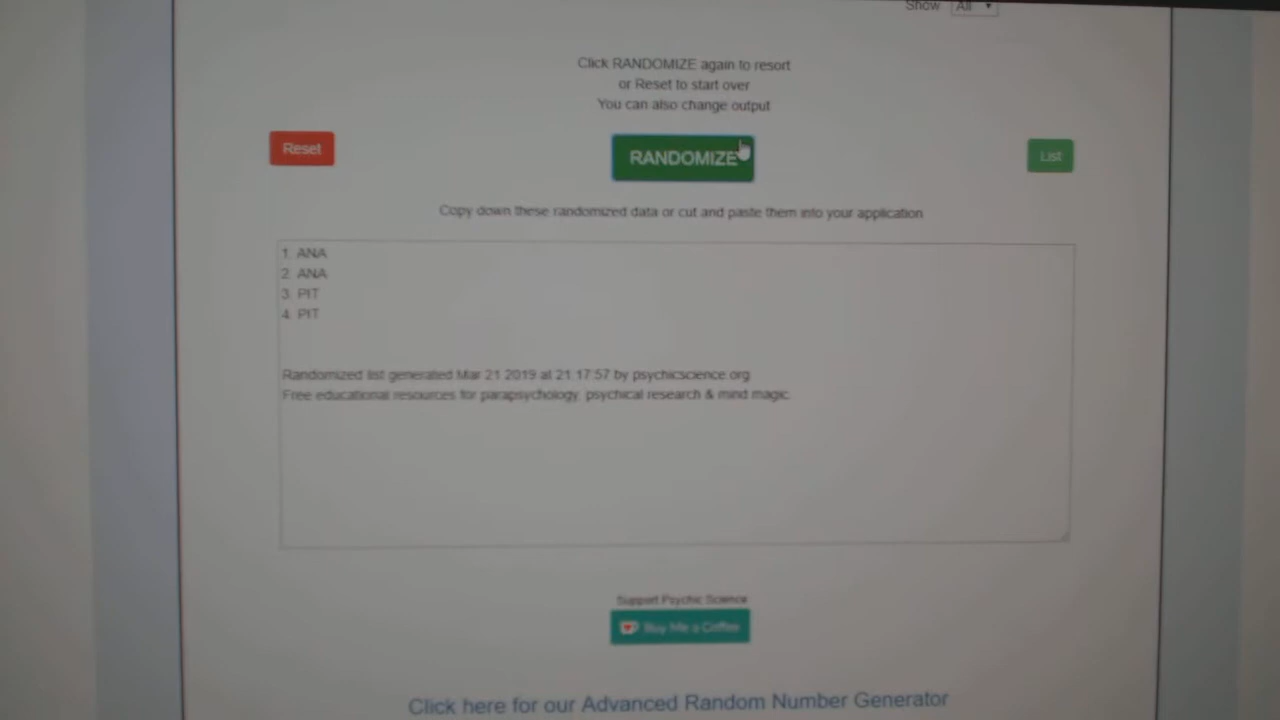 Show All
Click RANDOMIZE again to resort
or Reset to start over
You can also change output
Reset
RANDOMIZE
List
Copy down these randomized data or cut and paste them into your application
1. ANA
2. ANA
3. PIT
4. PIT
Randomized list generated Mar 21 2019 at 21:17:57 by psychicscience.org
Free educational resources for parapsychology, psychical research & mind magic.
Support Psychic Science
Buy Me a Coffee
Click here for our Advanced Random Number Generator